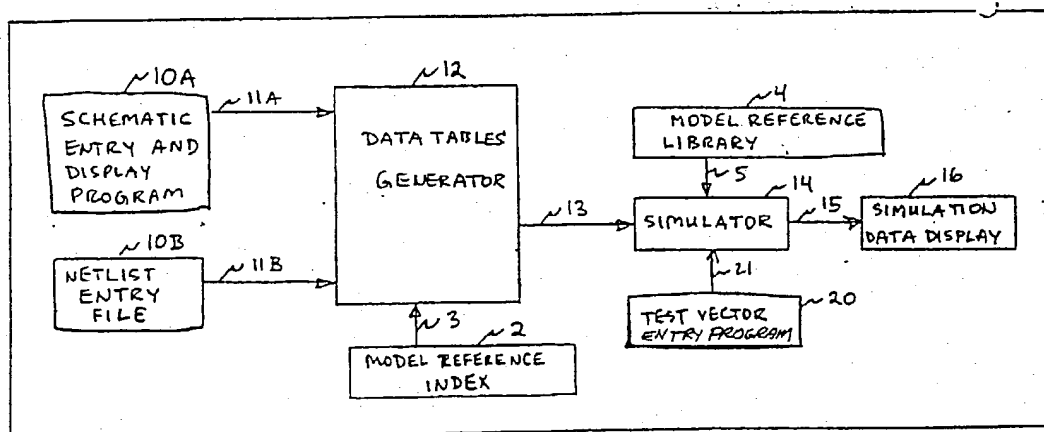 10A
SCHEMATIC
ENTRY AND
DISPLAY
PROGRAM
11A
10B
NETLIST
ENTRY
FILE
11B
12
DATA TABLES
GENERATOR
3
2
MODEL REFERENCE
INDEX
13
4
MODEL REFERENCE
LIBRARY
5
14
SIMULATOR
15
16
SIMULATION
DATA DISPLAY
21
20
TEST VECTOR
ENTRY PROGRAM